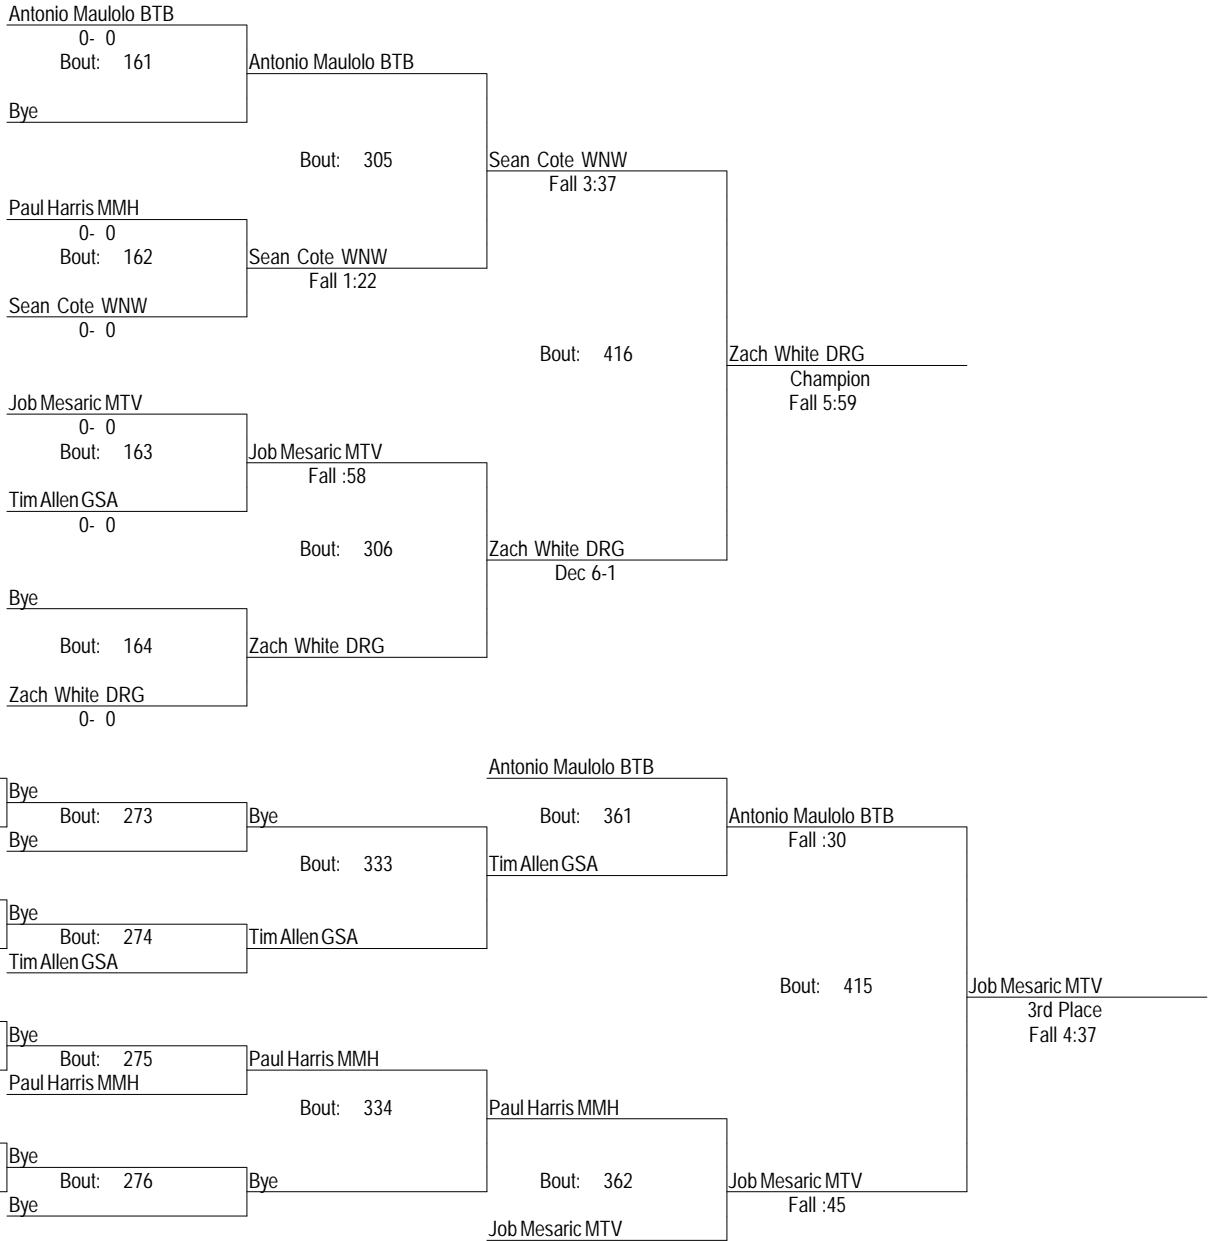 Antonio Maulolo BTB
0- 0
Bout: 161
Antonio Maulolo BTB
Bye
Bout: 305
Sean Cote WNW
Fall 3:37
Paul Harris MMH
0- 0
Bout: 162
Sean Cote WNW
Fall 1:22
Sean Cote WNW
0- 0
Bout: 416
Zach White DRG
Champion
Fall 5:59
Job Mesaric MTV
0- 0
Bout: 163
Job Mesaric MTV
Fall :58
Tim Allen GSA
0- 0
Bout: 306
Zach White DRG
Dec 6-1
Bye
Bout: 164
Zach White DRG
Zach White DRG
0- 0
Antonio Maulolo BTB
Bye
Bout: 273
Bye
Bout: 361
Antonio Maulolo BTB
Fall :30
Bye
Bout: 333
Tim Allen GSA
Bye
Bout: 274
Tim Allen GSA
Tim Allen GSA
Bout: 415
Job Mesaric MTV
3rd Place
Fall 4:37
Bye
Bout: 275
Paul Harris MMH
Paul Harris MMH
Bout: 334
Paul Harris MMH
Bye
Bout: 276
Bye
Bout: 362
Job Mesaric MTV
Fall :45
Bye
Job Mesaric MTV